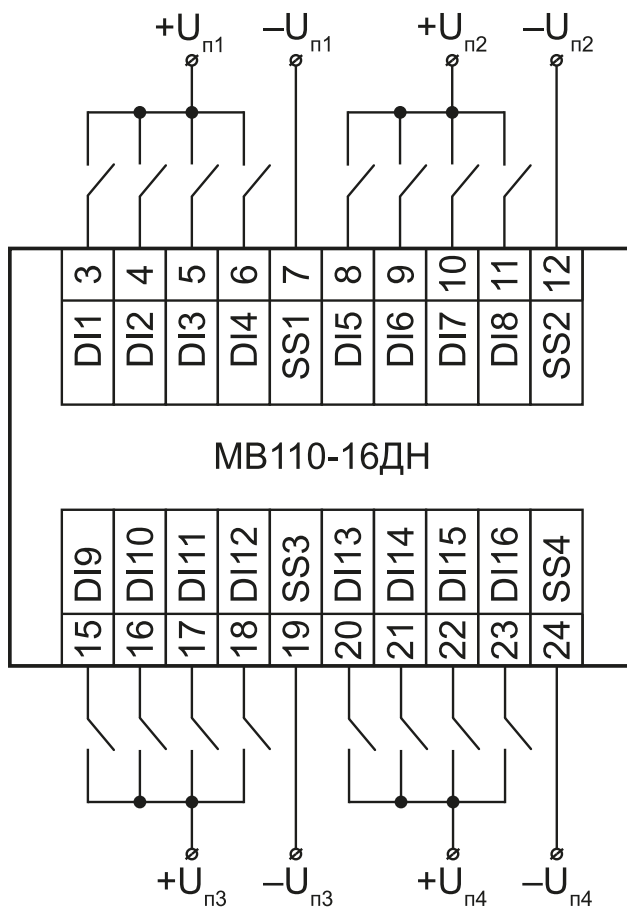 +Uп1 –Uп1 +Uп2 –Uп2
3 4 5 6 7 8 9 10 11 12
DI1 DI2 DI3 DI4 SS1 DI5 DI6 DI7 DI8 SS2
МВ110-16ДН
DI9 DI10 DI11 DI12 SS3 DI13 DI14 DI15 DI16 SS4
15 16 17 18 19 20 21 22 23 24
+Uп3 –Uп3 +Uп4 –Uп4